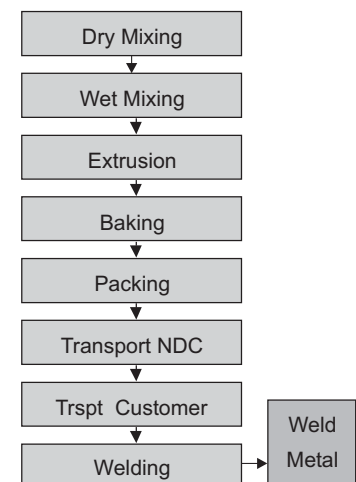 Dry Mixing
Wet Mixing
Extrusion
Baking
Packing
Transport NDC
Trspt Customer
Welding
Weld
Metal